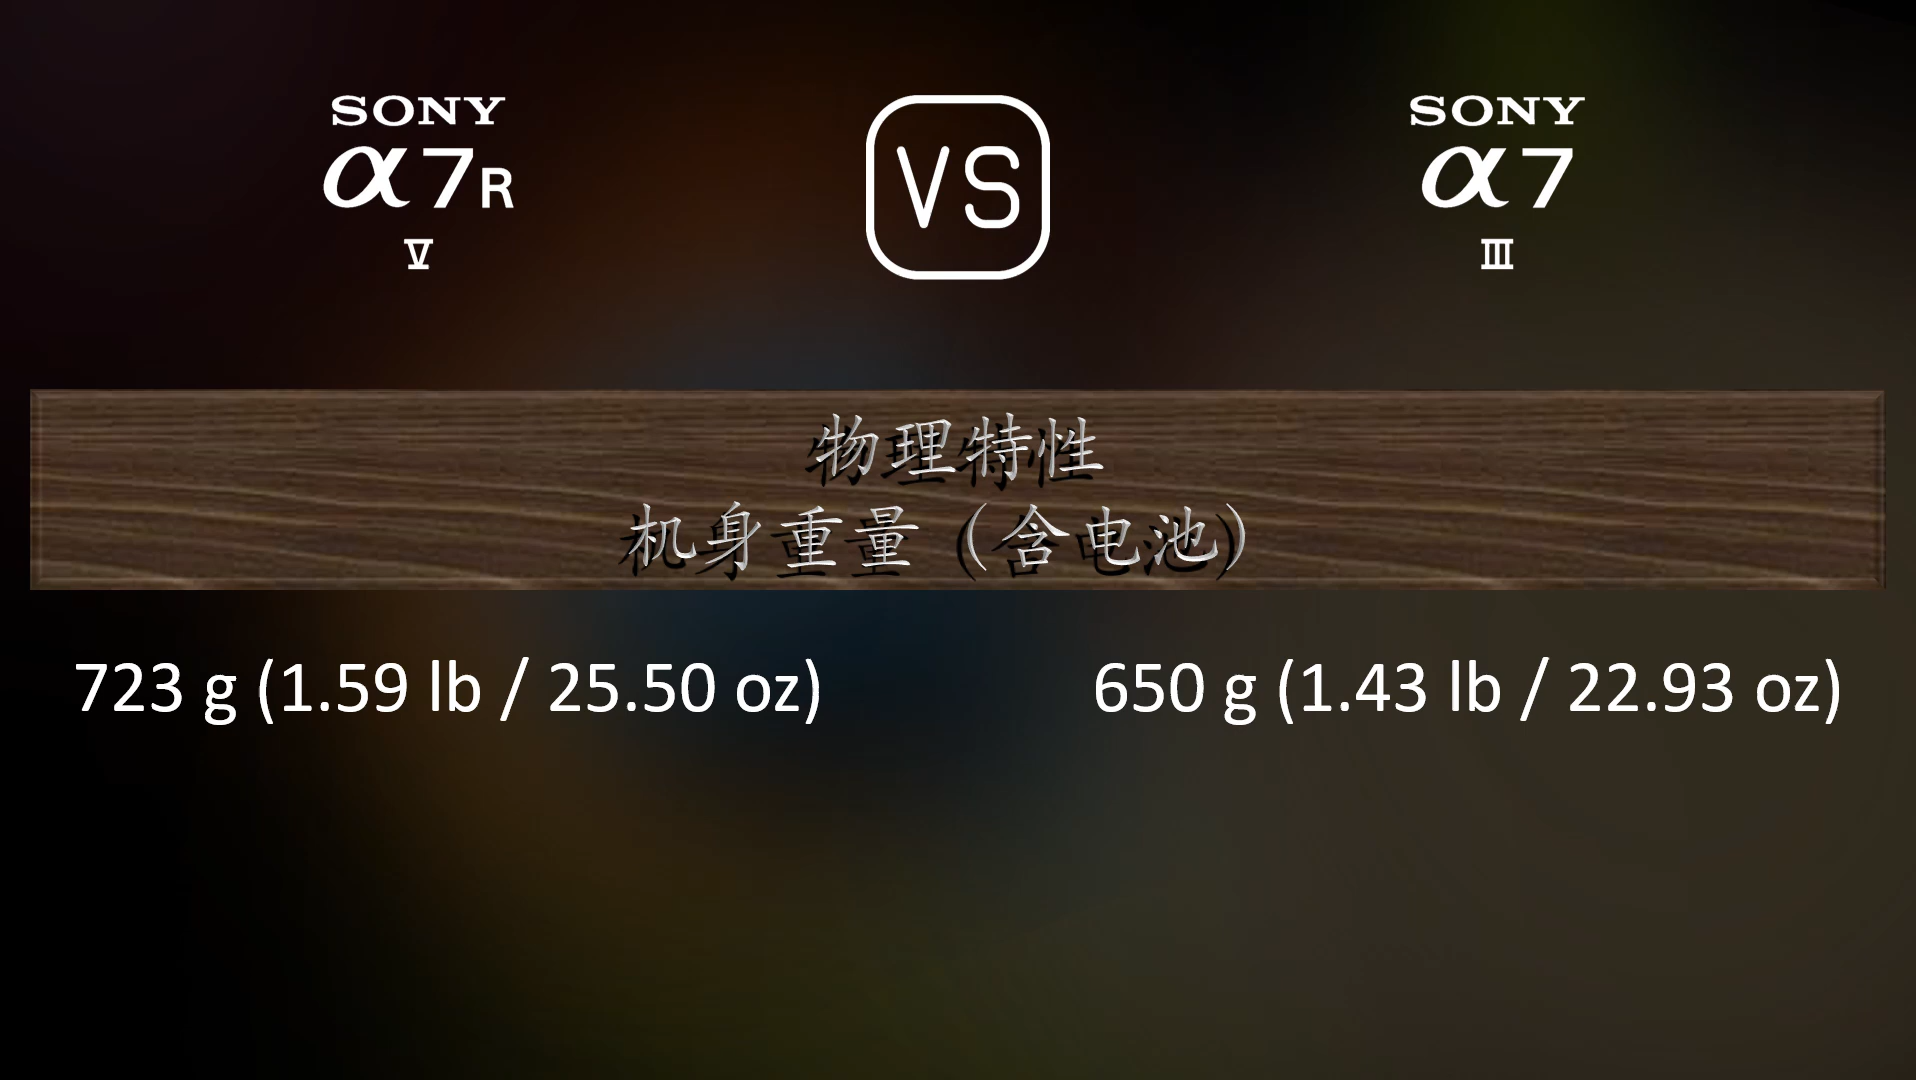 SONY
α7R
V
VS
SONY
α7
III
物理特性
机身重量（含电池）
723 g (1.59 lb / 25.50 oz)
650 g (1.43 lb / 22.93 oz)